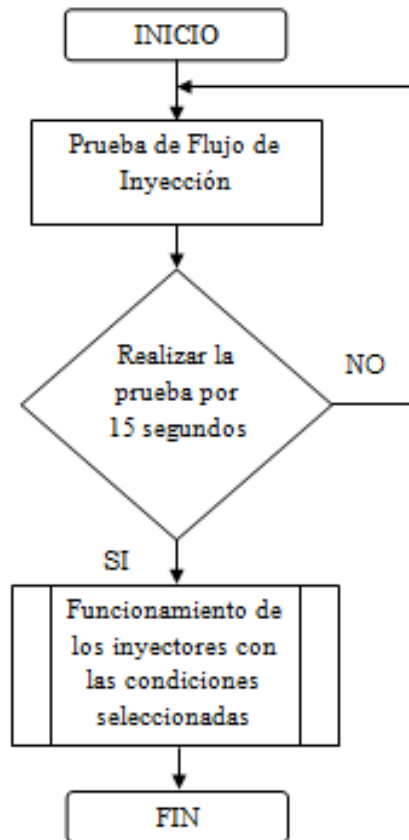 INICIO
Prueba de Flujo de
Inyección
Realizar la
prueba por
15 segundos
NO
SI
Funcionamiento de
los inyectores con
las condiciones
seleccionadas
FIN